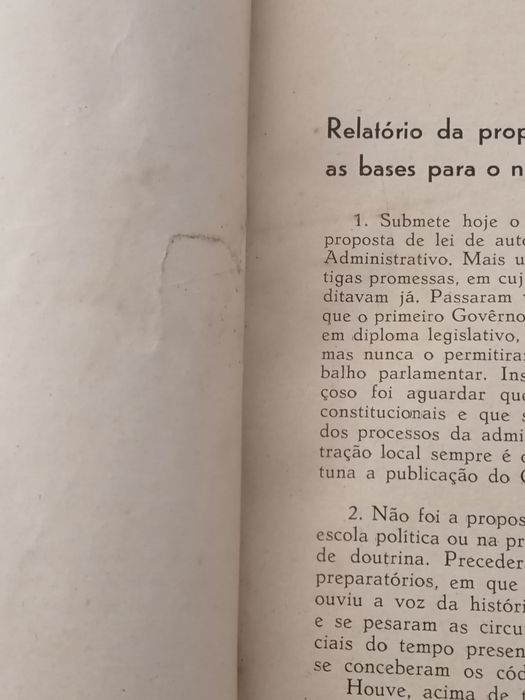 Relatório da prop
as bases para o n
1. Submete hoje o
proposta de lei de auto
Administrativo. Mais u
tigas promessas, em cuj
ditavam já. Passaram
que o primeiro Govêrno
em diploma legislativo,
mas nunca o permitira
balho parlamentar. Ins
çoso foi aguardar que
constitucionais e que s
dos processos da admi
tração local sempre é
tuna a publicação do
2. Não foi a propos
escola política ou na pr
de doutrina. Preceder
preparatórios, em que
ouviu a voz da históri
e se pesaram as circu
ciais do tempo presen
se conceberam os cód
Houve, acima de